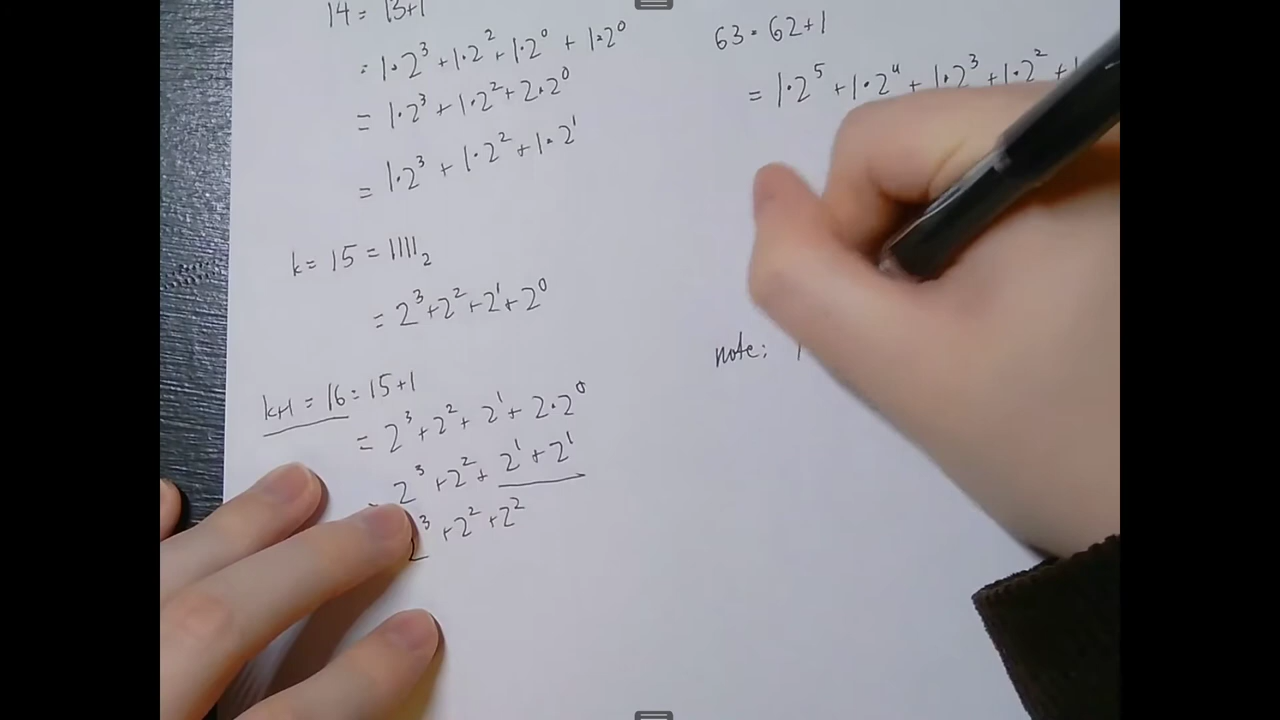 14 = 13+1
= 1·2³ + 1·2² + 1·2⁰ + 1·2⁰
= 1·2³ + 1·2² + 2·2⁰
= 1·2³ + 1·2² + 1·2¹
k = 15 = 1111₂
= 2³+2²+2¹+2⁰
k+1 = 16 = 15+1
= 2³+2²+2¹+2·2⁰
= 2³+2²+2¹+2¹
2³+2²+2²
63 = 62+1
= 1·2⁵ + 1·2⁴ + 1·2³ + 1·2² +
note: